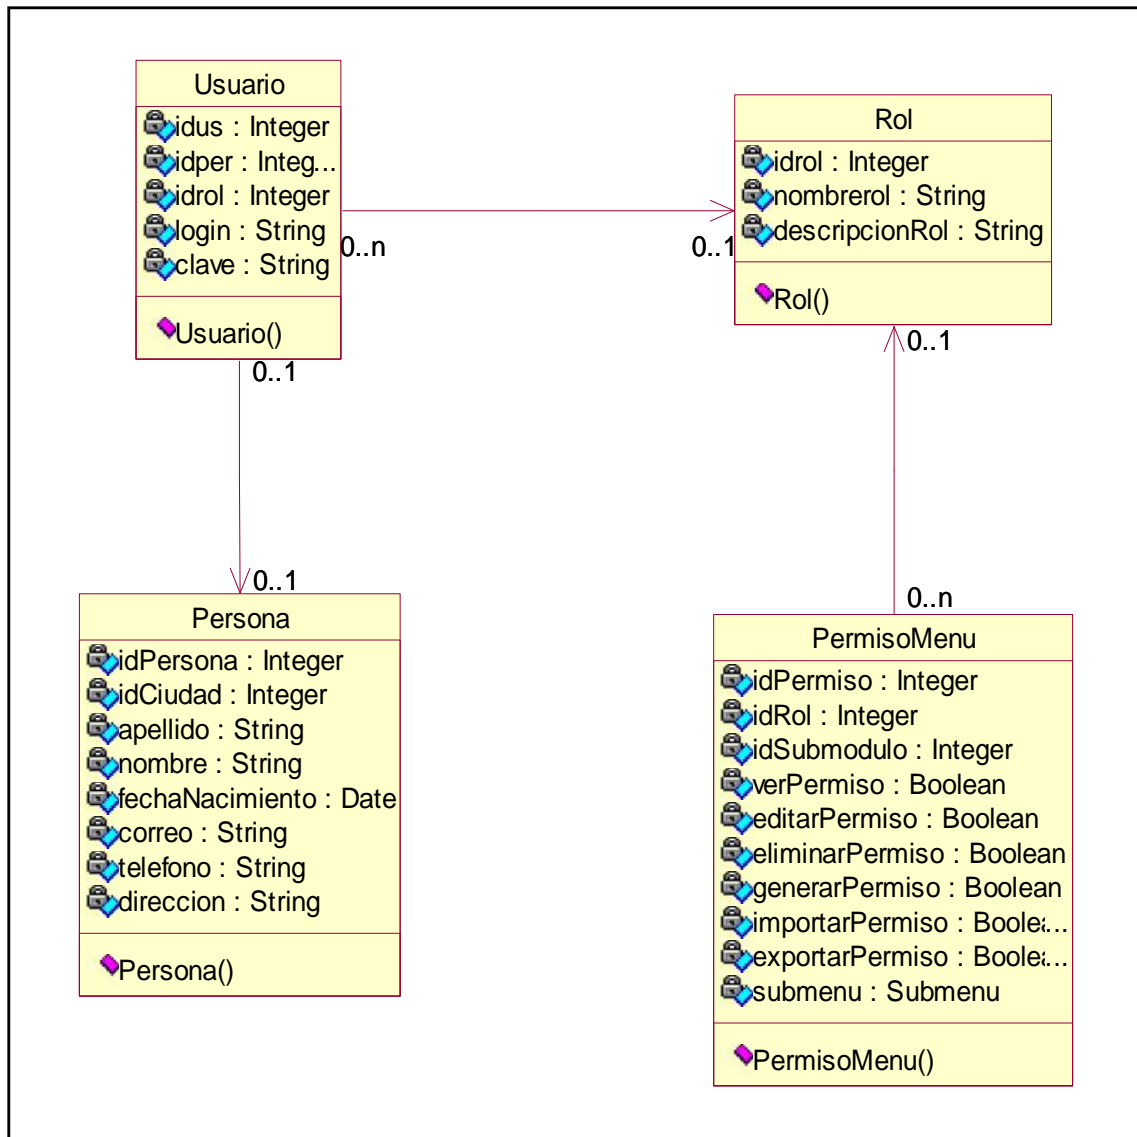 Usuario
idus : Integer
idper : Integ...
idrol : Integer
login : String
clave : String
Usuario()
0..n
0..1
Rol
idrol : Integer
nombrerol : String
descripcionRol : String
Rol()
0..1
0..1
0..1
Persona
idPersona : Integer
idCiudad : Integer
apellido : String
nombre : String
fechaNacimiento : Date
correo : String
telefono : String
direccion : String
Persona()
0..n
PermisoMenu
idPermiso : Integer
idRol : Integer
idSubmodulo : Integer
verPermiso : Boolean
editarPermiso : Boolean
eliminarPermiso : Boolean
generarPermiso : Boolean
importarPermiso : Boolea...
exportarPermiso : Boolea...
submenu : Submenu
PermisoMenu()